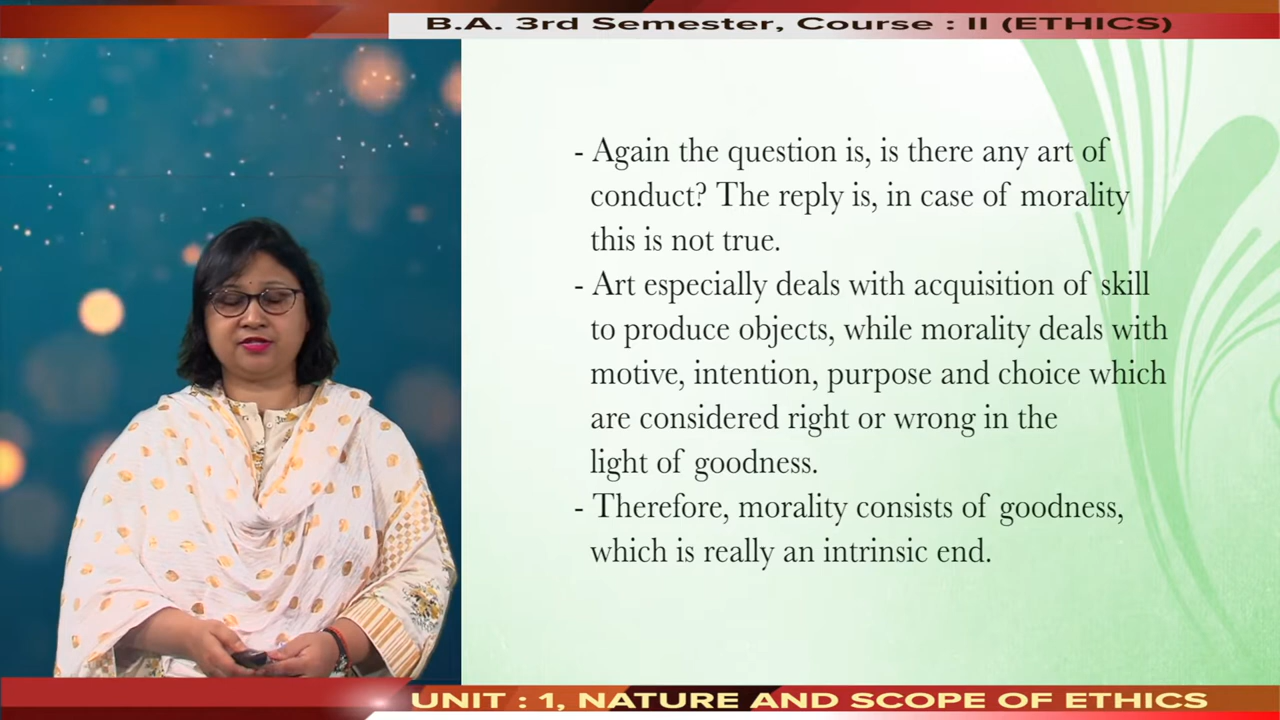 B.A. 3rd Semester, Course : II (ETHICS)
- Again the question is, is there any art of
conduct? The reply is, in case of morality
this is not true.
- Art especially deals with acquisition of skill
to produce objects, while morality deals with
motive, intention, purpose and choice which
are considered right or wrong in the
light of goodness.
- Therefore, morality consists of goodness,
which is really an intrinsic end.
UNIT : 1, NATURE AND SCOPE OF ETHICS